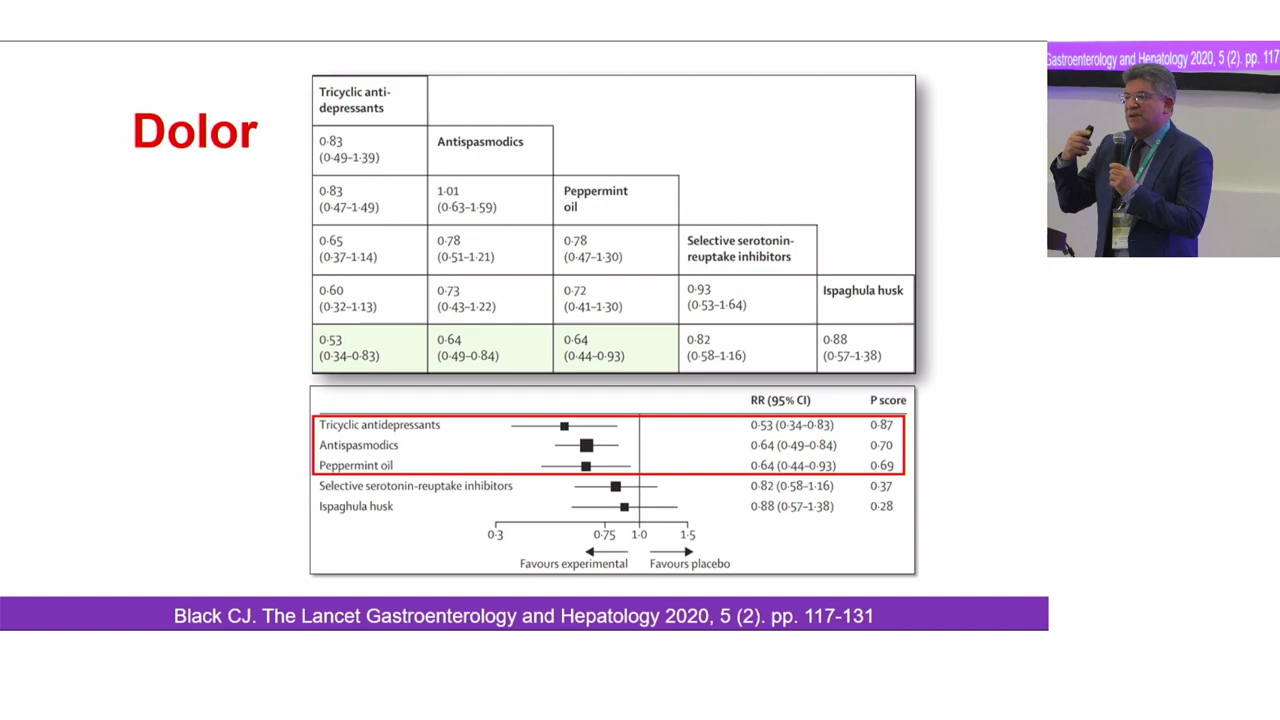 Dolor
Tricyclic anti-
depressants
0·83
(0·49–1·39)
Antispasmodics
0·83
(0·47–1·49)
1·01
(0·63–1·59)
Peppermint
oil
0·65
(0·37–1·14)
0·78
(0·51–1·21)
0·78
(0·47–1·30)
Selective serotonin-
reuptake inhibitors
0·60
(0·32–1·13)
0·73
(0·43–1·22)
0·72
(0·41–1·30)
0·93
(0·53–1·64)
Ispaghula husk
0·53
(0·34–0·83)
0·64
(0·49–0·84)
0·64
(0·44–0·93)
0·82
(0·58–1·16)
0·88
(0·57–1·38)
RR (95% CI) P score
Tricyclic antidepressants 0·53 (0·34–0·83) 0·87
Antispasmodics 0·64 (0·49–0·84) 0·70
Peppermint oil 0·64 (0·44–0·93) 0·69
Selective serotonin-reuptake inhibitors 0·82 (0·58–1·16) 0·37
Ispaghula husk 0·88 (0·57–1·38) 0·28
0·3 0·75 1·0 1·5
Favours experimental Favours placebo
Black CJ. The Lancet Gastroenterology and Hepatology 2020, 5 (2). pp. 117-131
Gastroenterology and Hepatology 2020, 5 (2). pp. 117